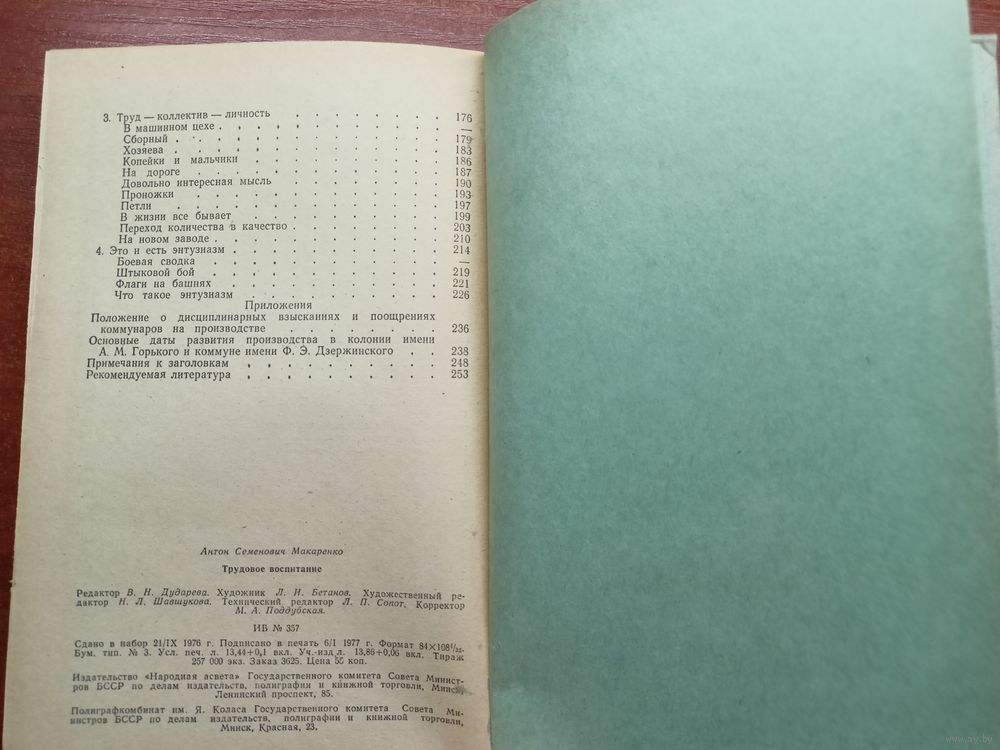 3. Труд — коллектив — личность . . . . . . . 176
В машинном цехе . . . . . . . . . . —
Сборный . . . . . . . . . . . . 179
Хозяева . . . . . . . . . . . . 183
Копейки и мальчики . . . . . . . . . 186
На дороге . . . . . . . . . . . 187
Довольно интересная мысль . . . . . . . 190
Проножки . . . . . . . . . . . 193
Петли . . . . . . . . . . . . 197
В жизни все бывает . . . . . . . . . 199
Переход количества в качество . . . . . . . 203
На новом заводе . . . . . . . . . . 210
4. Это и есть энтузиазм . . . . . . . . . . 214
Боевая сводка . . . . . . . . . . . —
Штыковой бой . . . . . . . . . . . 219
Флаги на башнях . . . . . . . . . . 221
Что такое энтузиазм . . . . . . . . . 226
Приложения
Положение о дисциплинарных взысканиях и поощрениях
коммунаров на производстве . . . . . . . . 236
Основные даты развития производства в колонии имени
А. М. Горького и коммуне имени Ф. Э. Дзержинского . . 238
Примечания к заголовкам . . . . . . . . . . 248
Рекомендуемая литература . . . . . . . . . . 253
Антон Семенович Макаренко
Трудовое воспитание
Редактор В. Н. Дударева. Художник Л. И. Бетанов. Художественный ре-
дактор Н. Л. Шавшукова. Технический редактор Л. П. Сопот. Корректор
М. А. Поддубская.
ИБ № 357
Сдано в набор 21/IX 1976 г. Подписано в печать 6/I 1977 г. Формат 84×108¹/₃₂.
Бум. тип. № 3. Усл. печ. л. 13,44+0,1 вкл. Уч.-изд л. 13,86+0,06 вкл. Тираж
257 000 экз. Заказ 3625. Цена 55 коп.
Издательство «Народная асвета» Государственного комитета Совета Минист-
ров БССР по делам издательств, полиграфии и книжной торговли, Минск,
Ленинский проспект, 85.
Полиграфкомбинат им. Я. Коласа Государственного комитета Совета Ми-
нистров БССР по делам издательств, полиграфии и книжной торговли,
Минск, Красная, 23.
www.ay.by